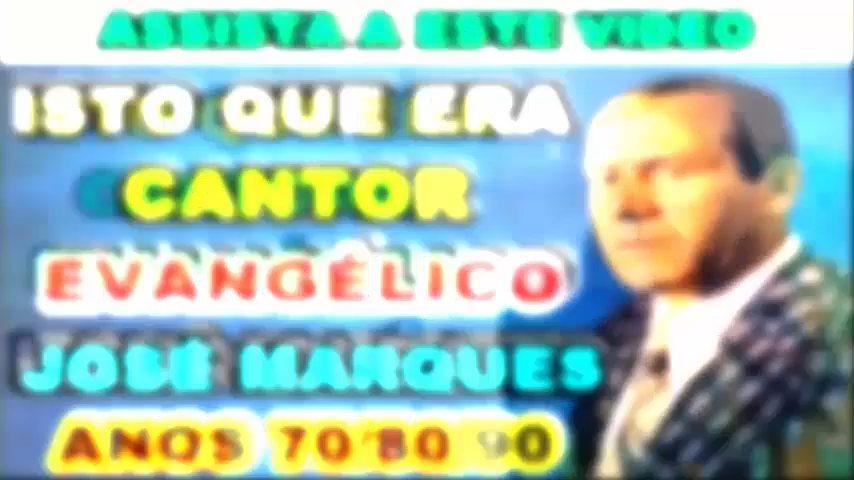 ASSISTA A ESTE VIDEO
ISTO QUE ERA
CANTOR
EVANGÉLICO
JOSÉ MARQUES
ANOS 70/80 90